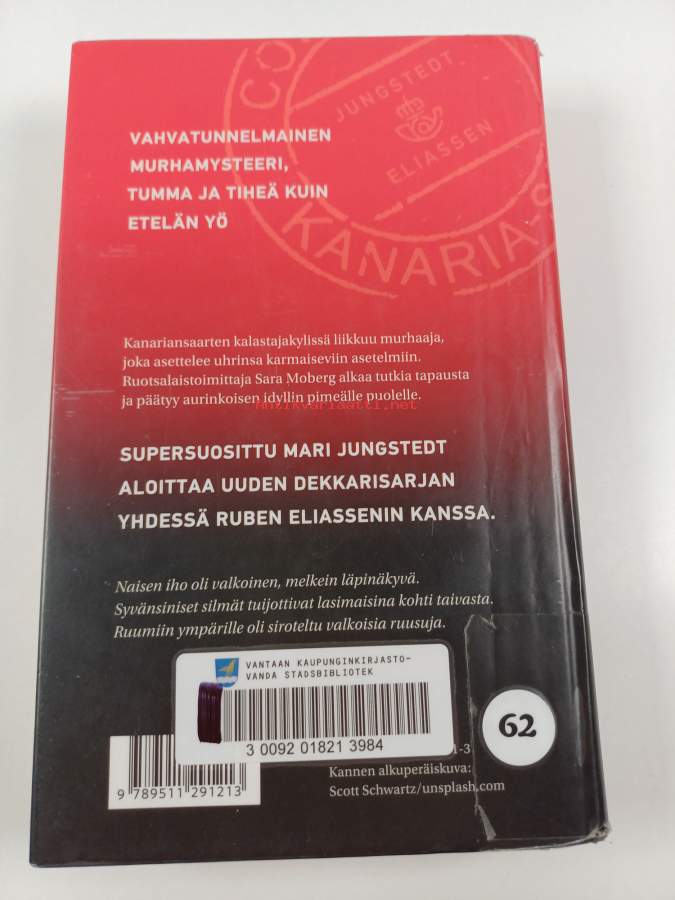 JUNGSTEDT
ELIASSEN
KANARIA-S
VAHVATUNNELMAINEN
MURHAMYSTEERI,
TUMMA JA TIHEÄ KUIN
ETELÄN YÖ
Kanariansaarten kalastajakylissä liikkuu murhaaja,
joka asettelee uhrinsa karmaiseviin asetelmiin.
Ruotsalaistoimittaja Sara Moberg alkaa tutkia tapausta
ja päätyy aurinkoisen idyllin pimeälle puolelle.
Antikvariaatti.net
SUPERSUOSITTU MARI JUNGSTEDT
ALOITTAA UUDEN DEKKARISARJAN
YHDESSÄ RUBEN ELIASSENIN KANSSA.
Naisen iho oli valkoinen, melkein läpinäkyvä.
Syvänsiniset silmät tuijottivat lasimaisina kohti taivasta.
Ruumiin ympärille oli siroteltu valkoisia ruusuja.
VANTAAN KAUPUNGINKIRJASTO-
VANDA STADSBIBLIOTEK
3 0092 01821 3984
62
1-3
Kannen alkuperäiskuva:
Scott Schwartz/unsplash.com
9 789511 291213